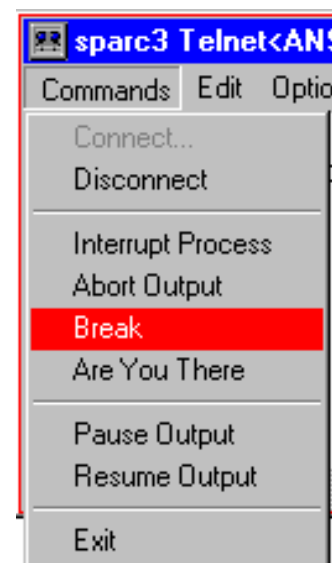 sparc3 Telnet<ANS
Commands Edit Optio
Connect...
Disconnect
Interrupt Process
Abort Output
Break
Are You There
Pause Output
Resume Output
Exit